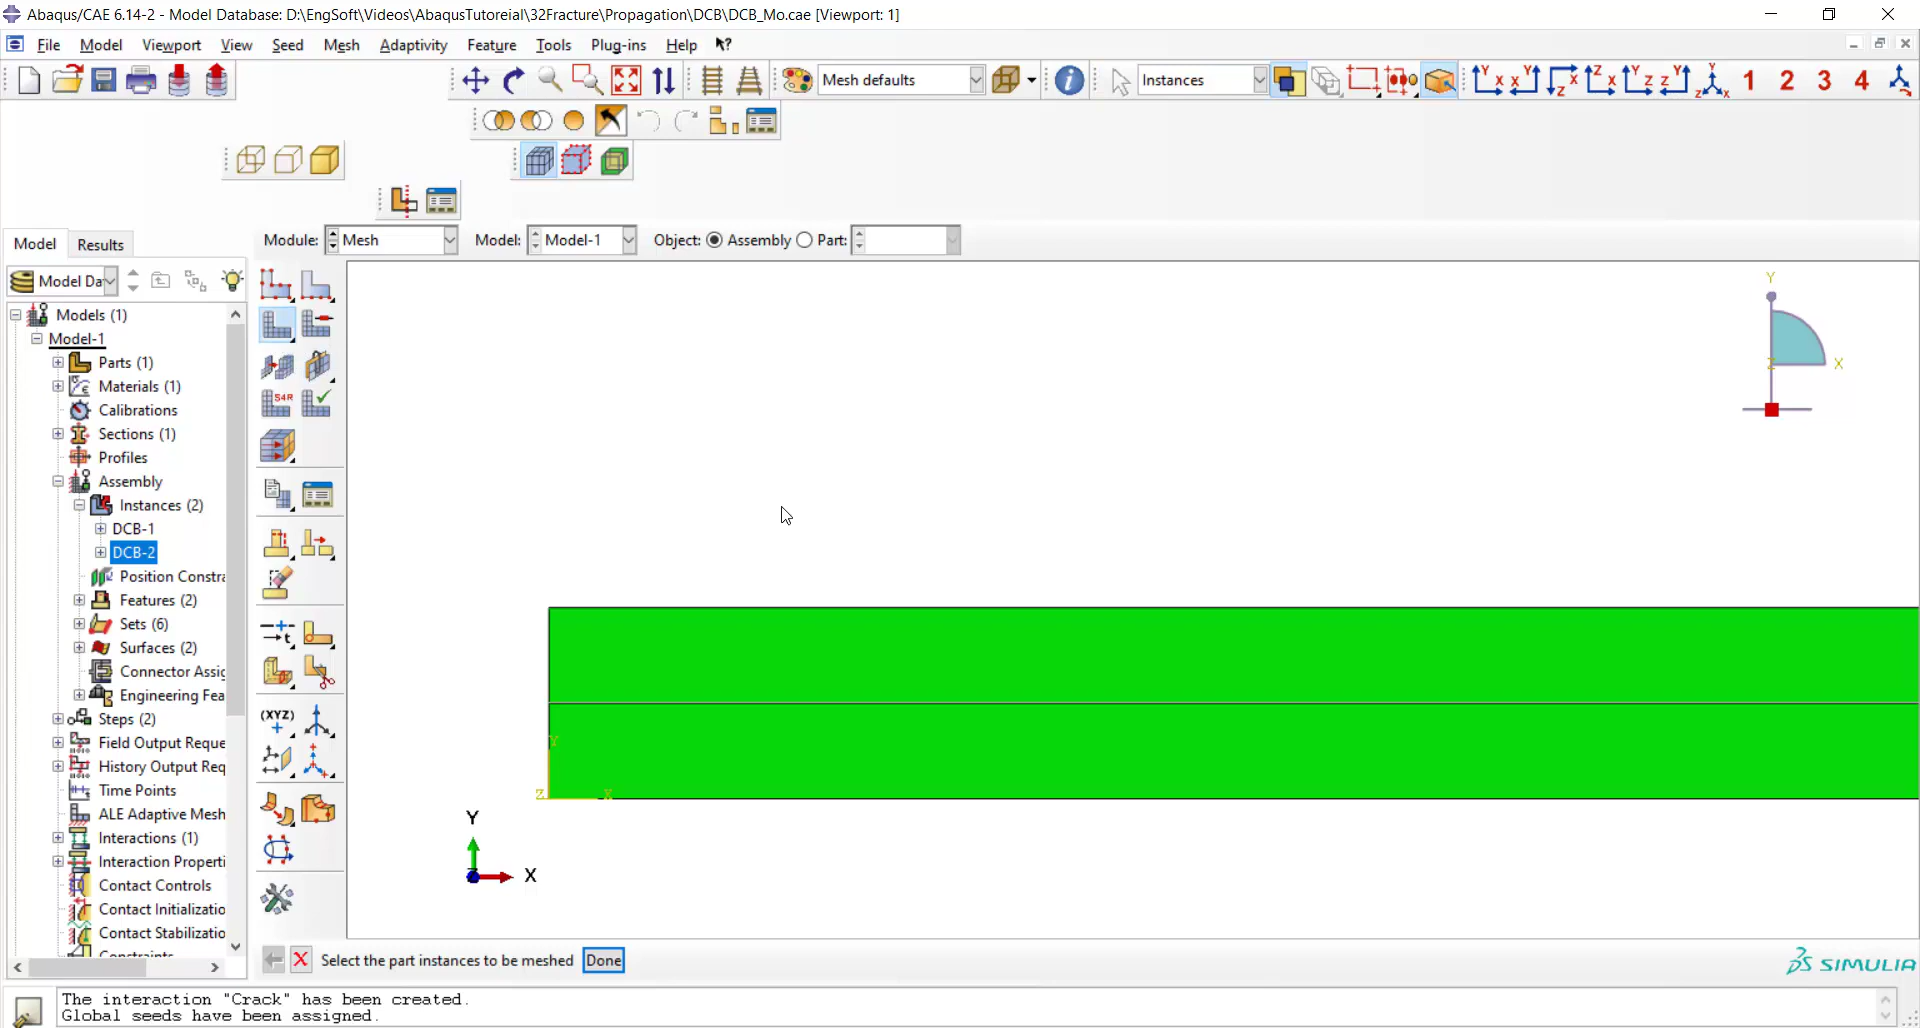 Abaqus/CAE 6.14-2 - Model Database: D:\EngSoft\Videos\AbaqusTutoreial\32Fracture\Propagation\DCB\DCB_Mo.cae [Viewport: 1]
File Model Viewport View Seed Mesh Adaptivity Feature Tools Plug-ins Help
Mesh defaults Instances 1 2 3 4
Model Results Module: Mesh Model: Model-1 Object: Assembly Part:
Model Da
Models (1)
Model-1
Parts (1)
Materials (1)
Calibrations
Sections (1)
Profiles
Assembly
Instances (2)
DCB-1
DCB-2
Position Constra
Features (2)
Sets (6)
Surfaces (2)
Connector Assig
Engineering Fea
Steps (2)
Field Output Reque
History Output Req
Time Points
ALE Adaptive Mesh
Interactions (1)
Interaction Properti
Contact Controls
Contact Initializatio
Contact Stabilizatio
Constraints
S4R
(XYZ)
Y
X
Z
Y
Z X
Y
X
Select the part instances to be meshed Done
SIMULIA
The interaction "Crack" has been created.
Global seeds have been assigned.